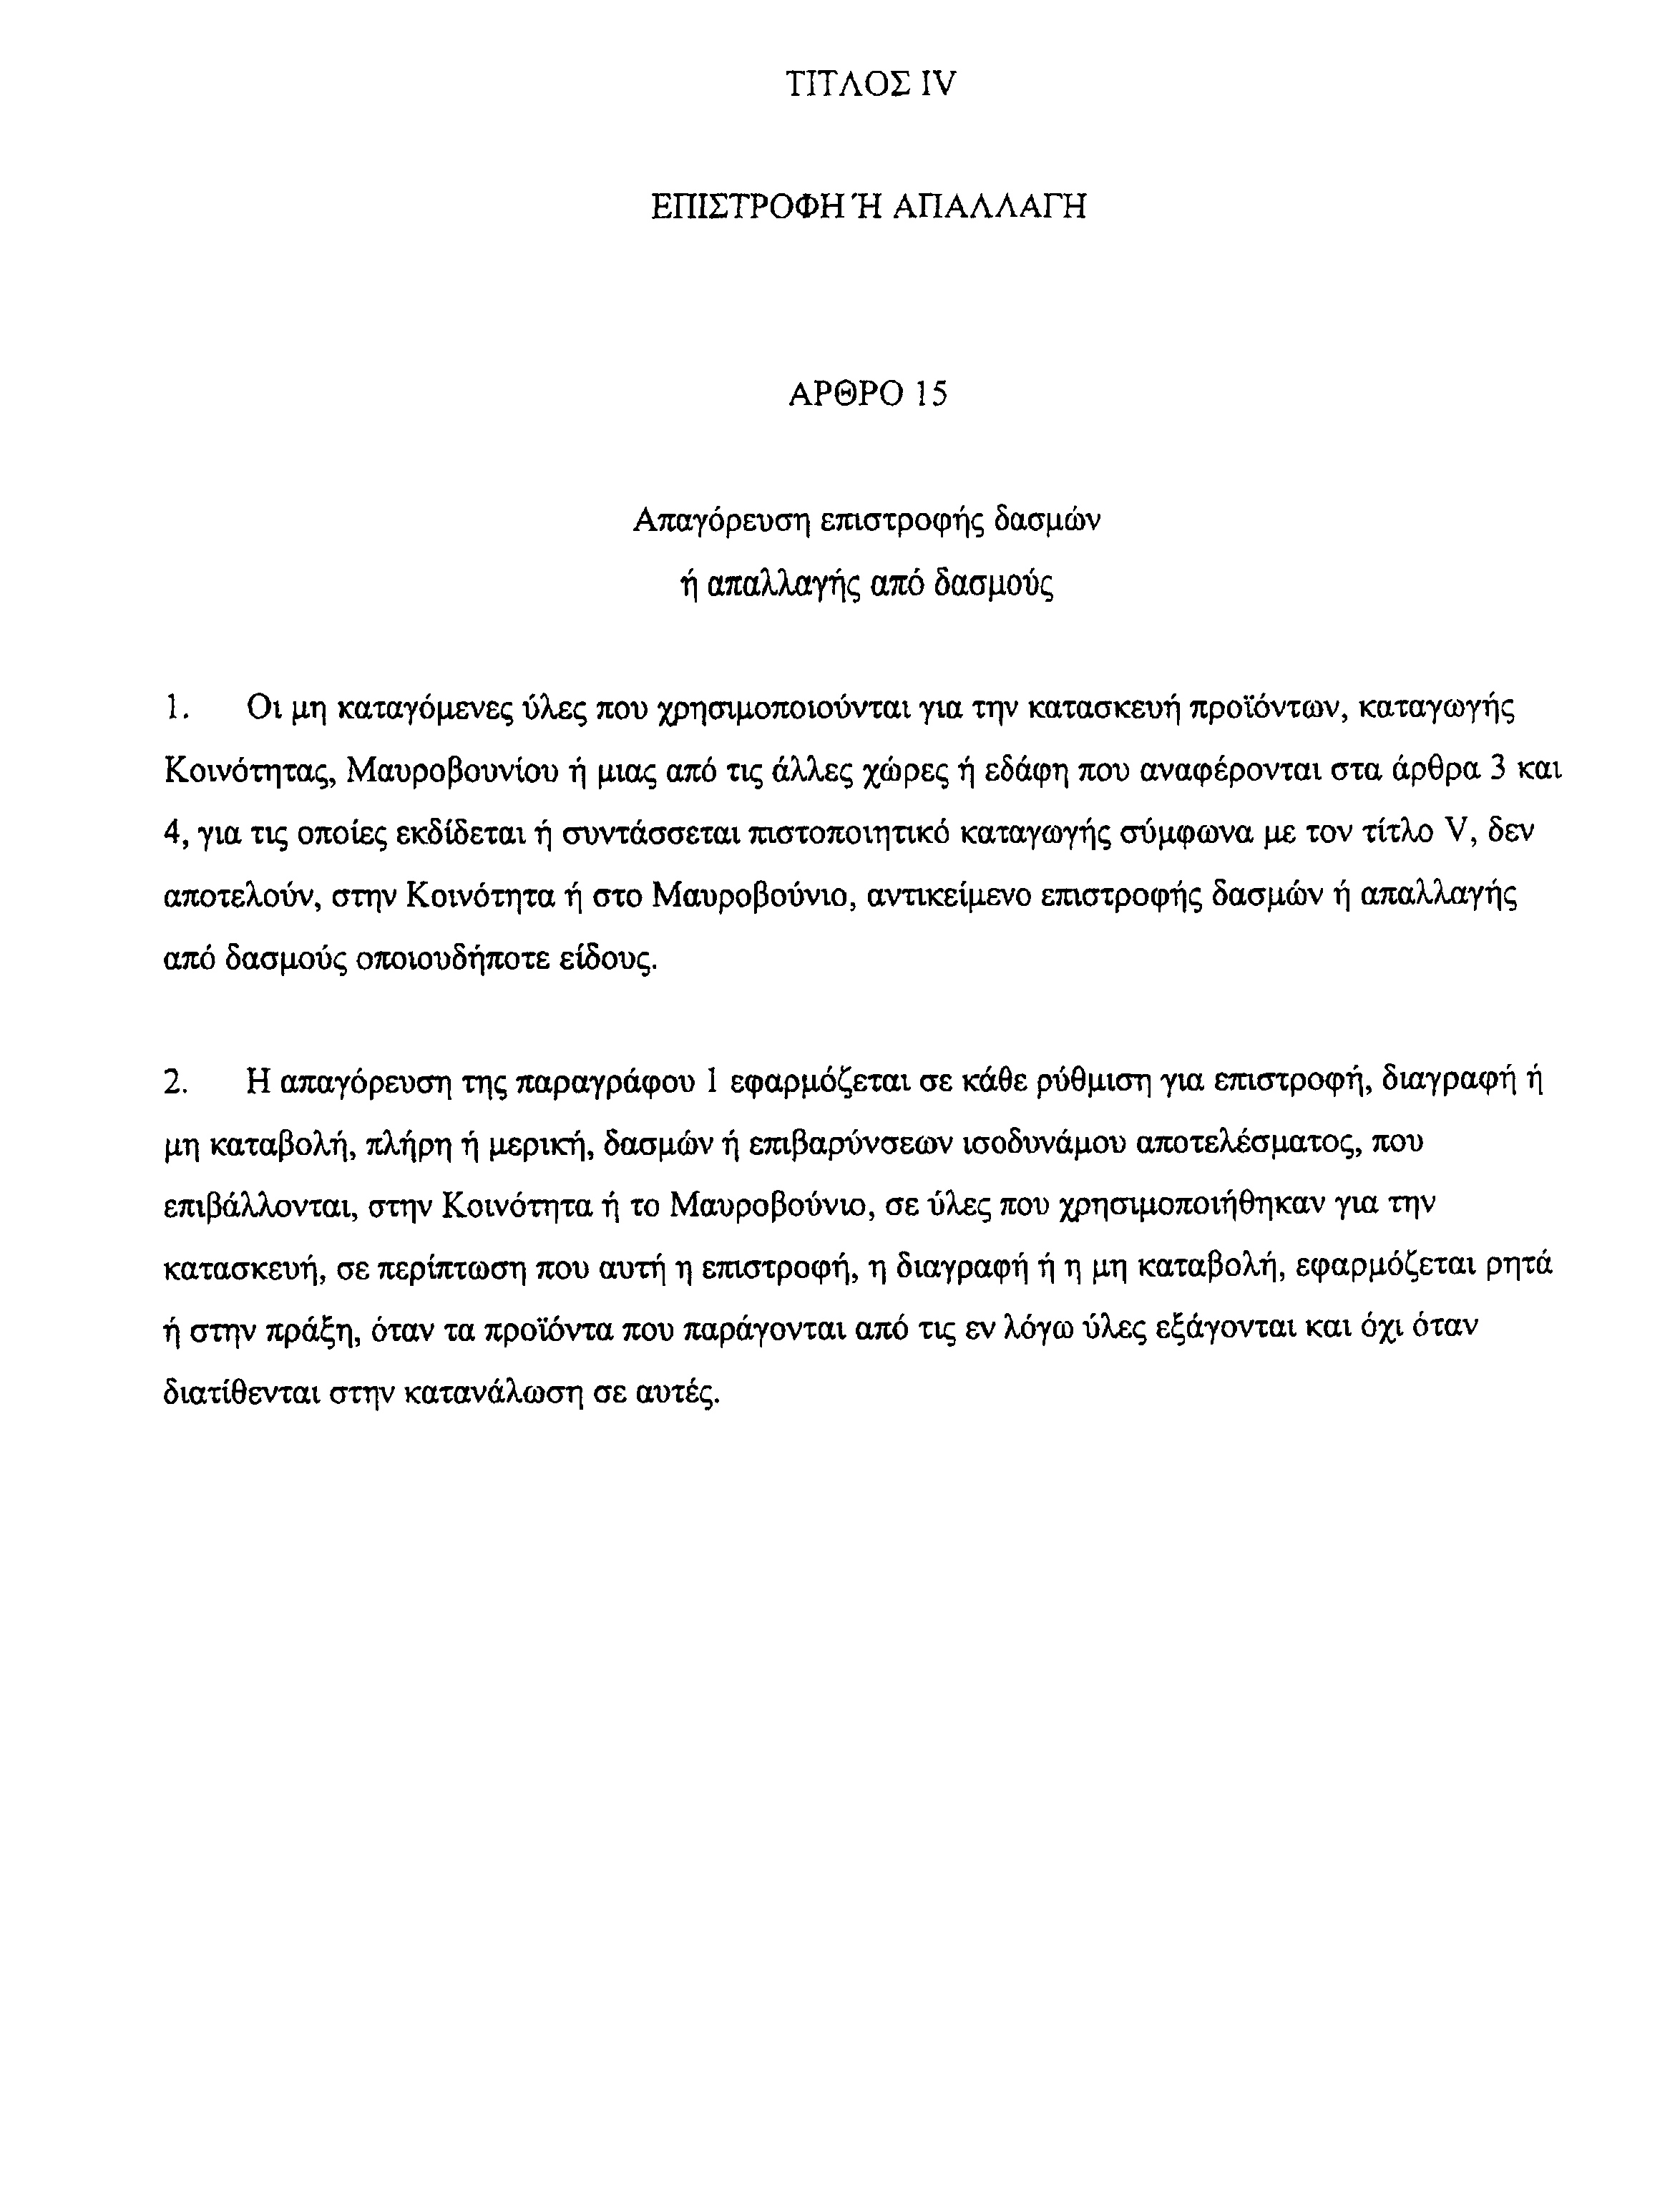 ΤΙΤΛΟΣ IV
ΕΠΙΣΤΡΟΦΗ Ή ΑΠΑΛΛΑΓΗ
ΑΡΘΡΟ 15
Απαγόρευση επιστροφής δασμών
ή απαλλαγής από δασμούς
1. Οι μη καταγόμενες ύλες που χρησιμοποιούνται για την κατασκευή προϊόντων, καταγωγής
Κοινότητας, Μαυροβουνίου ή μιας από τις άλλες χώρες ή εδάφη που αναφέρονται στα άρθρα 3 και
4, για τις οποίες εκδίδεται ή συντάσσεται πιστοποιητικό καταγωγής σύμφωνα με τον τίτλο V, δεν
αποτελούν, στην Κοινότητα ή στο Μαυροβούνιο, αντικείμενο επιστροφής δασμών ή απαλλαγής
από δασμούς οποιουδήποτε είδους.
2. Η απαγόρευση της παραγράφου 1 εφαρμόζεται σε κάθε ρύθμιση για επιστροφή, διαγραφή ή
μη καταβολή, πλήρη ή μερική, δασμών ή επιβαρύνσεων ισοδυνάμου αποτελέσματος, που
επιβάλλονται, στην Κοινότητα ή το Μαυροβούνιο, σε ύλες που χρησιμοποιήθηκαν για την
κατασκευή, σε περίπτωση που αυτή η επιστροφή, η διαγραφή ή η μη καταβολή, εφαρμόζεται ρητά
ή στην πράξη, όταν τα προϊόντα που παράγονται από τις εν λόγω ύλες εξάγονται και όχι όταν
διατίθενται στην κατανάλωση σε αυτές.